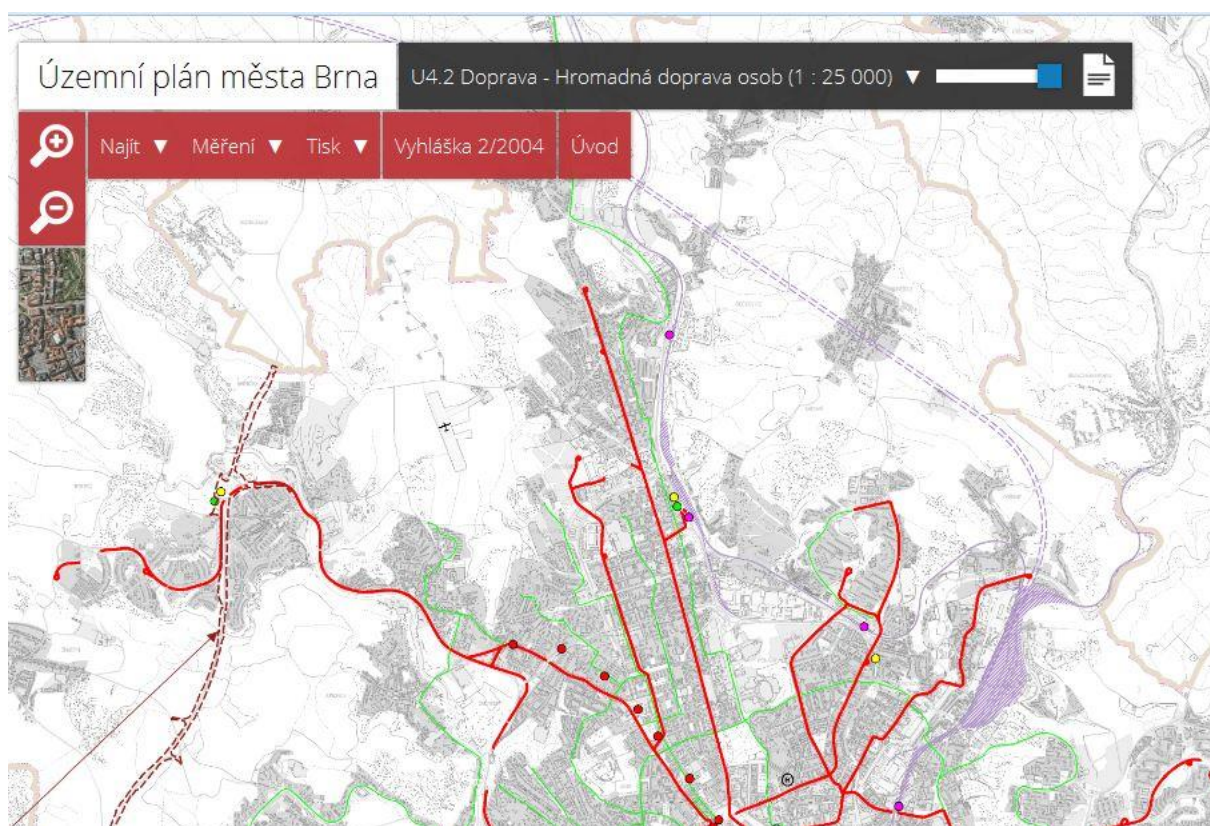 Územní plán města Brna
U4.2 Doprava - Hromadná doprava osob (1 : 25 000) ▼
Najít ▼ Měření ▼ Tisk ▼ Vyhláška 2/2004 Úvod